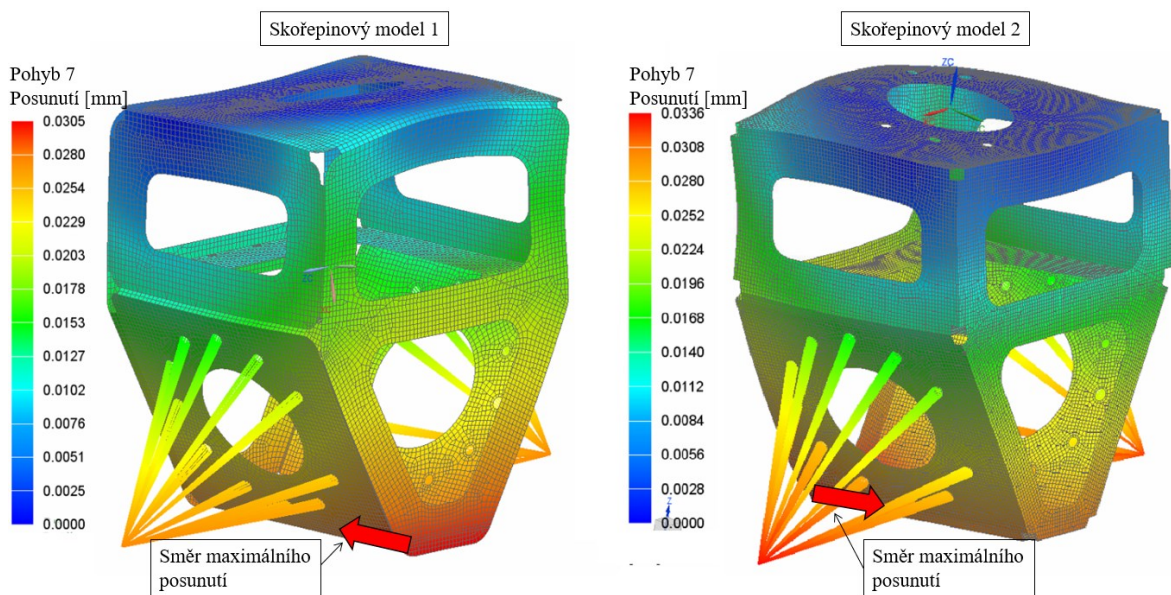 Skořepinový model 1
Pohyb 7
Posunutí [mm]
0.0305
0.0280
0.0254
0.0229
0.0203
0.0178
0.0153
0.0127
0.0102
0.0076
0.0051
0.0025
0.0000
Směr maximálního
posunutí
Skořepinový model 2
Pohyb 7
Posunutí [mm]
0.0336
0.0308
0.0280
0.0252
0.0224
0.0196
0.0168
0.0140
0.0112
0.0084
0.0056
0.0028
0.0000
ZC
Z
Směr maximálního
posunutí